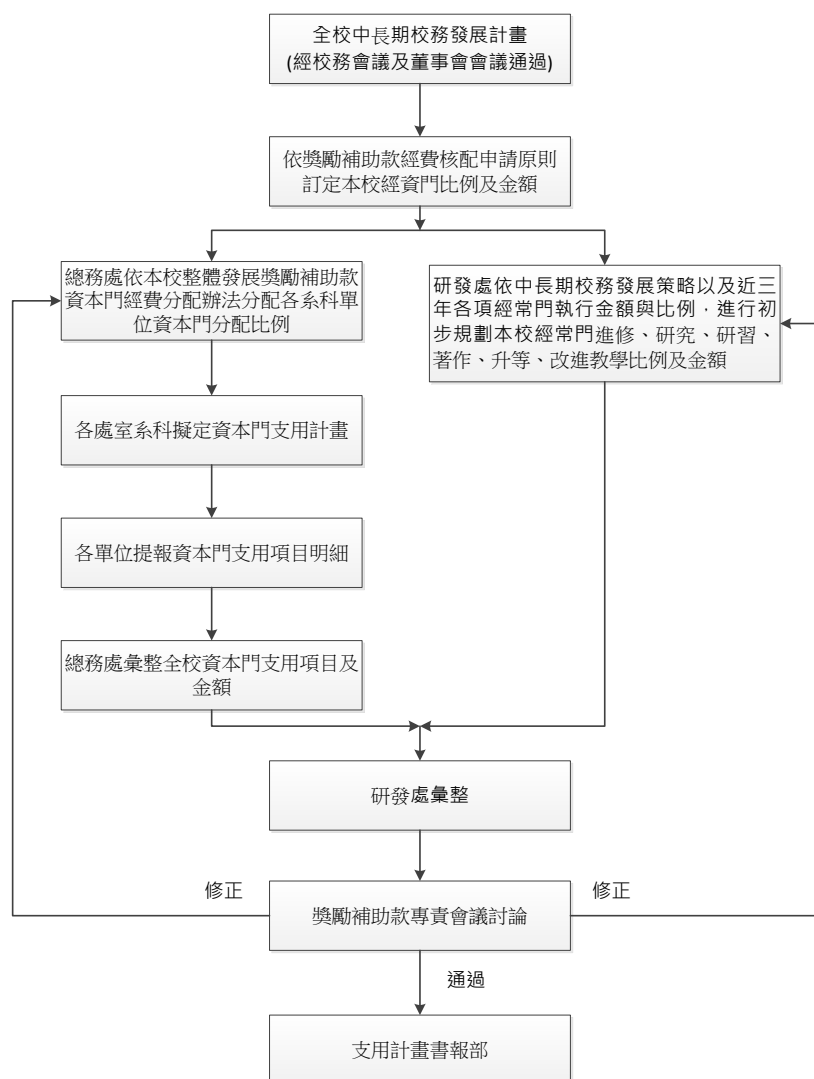 全校中長期校務發展計畫
(經校務會議及董事會會議通過)
依獎勵補助款經費核配申請原則
訂定本校經資門比例及金額
總務處依本校整體發展獎勵補助款
資本門經費分配辦法分配各系科單
位資本門分配比例
研發處依中長期校務發展策略以及近三
年各項經常門執行金額與比例，進行初
步規劃本校經常門進修、研究、研習、
著作、升等、改進教學比例及金額
各處室系科擬定資本門支用計畫
各單位提報資本門支用項目明細
總務處彙整全校資本門支用項目及
金額
研發處彙整
修正
獎勵補助款專責會議討論
修正
通過
支用計畫書報部